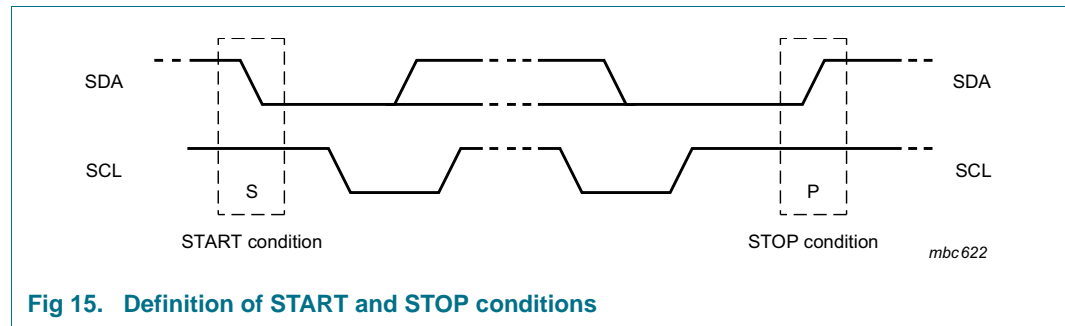 SDA
SDA
SCL
SCL
S
P
START condition
STOP condition
mbc622
Fig 15. Definition of START and STOP conditions